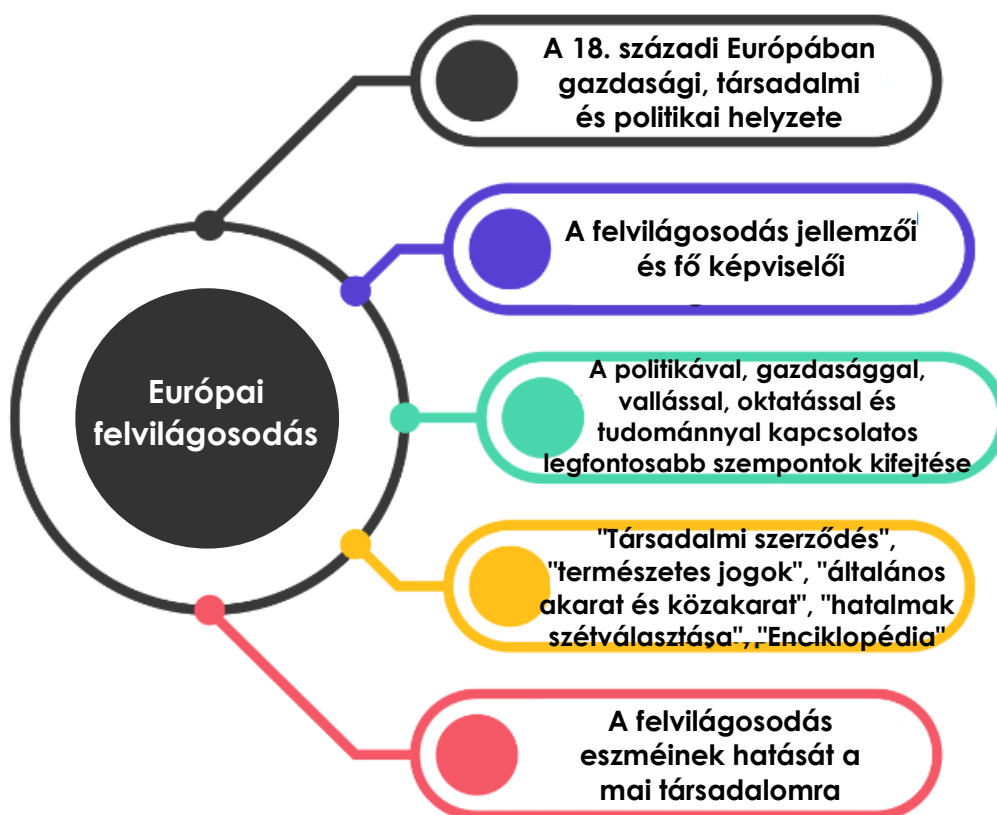 A 18. századi Európában
gazdasági, társadalmi
és politikai helyzete
A felvilágosodás jellemzői
és fő képviselői
Európai
felvilágosodás
A politikával, gazdasággal,
vallással, oktatással és
tudománnyal kapcsolatos
legfontosabb szempontok kifejtése
"Társadalmi szerződés",
"természetes jogok", "általános
akarat és közakarat", "hatalmak
szétválasztása", "Enciklopédia"
A felvilágosodás
eszméinek hatását a
mai társadalomra